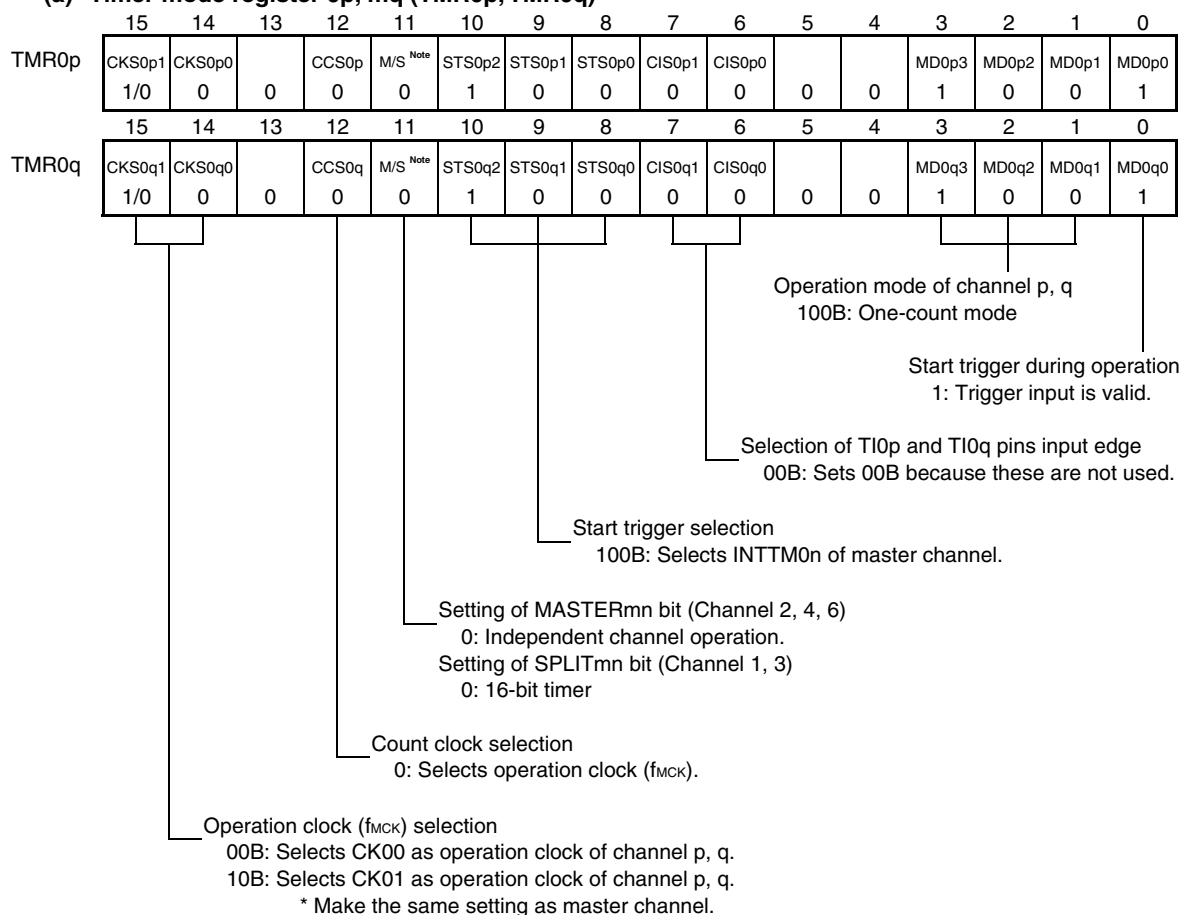 (a) Timer mode register 0p, mq (TMR0p, TMR0q)
15 14 13 12 11 10 9 8 7 6 5 4 3 2 1 0
TMR0p CKS0p1 CKS0p0 CCS0p M/S Note STS0p2 STS0p1 STS0p0 CIS0p1 CIS0p0 MD0p3 MD0p2 MD0p1 MD0p0
1/0 0 0 0 0 1 0 0 0 0 0 0 1 0 0 1
15 14 13 12 11 10 9 8 7 6 5 4 3 2 1 0
TMR0q CKS0q1 CKS0q0 CCS0q M/S Note STS0q2 STS0q1 STS0q0 CIS0q1 CIS0q0 MD0q3 MD0q2 MD0q1 MD0q0
1/0 0 0 0 0 1 0 0 0 0 0 0 1 0 0 1
Operation mode of channel p, q
100B: One-count mode
Start trigger during operation
1: Trigger input is valid.
Selection of TI0p and TI0q pins input edge
00B: Sets 00B because these are not used.
Start trigger selection
100B: Selects INTTM0n of master channel.
Setting of MASTERmn bit (Channel 2, 4, 6)
0: Independent channel operation.
Setting of SPLITmn bit (Channel 1, 3)
0: 16-bit timer
Count clock selection
0: Selects operation clock (fMCK).
Operation clock (fMCK) selection
00B: Selects CK00 as operation clock of channel p, q.
10B: Selects CK01 as operation clock of channel p, q.
* Make the same setting as master channel.